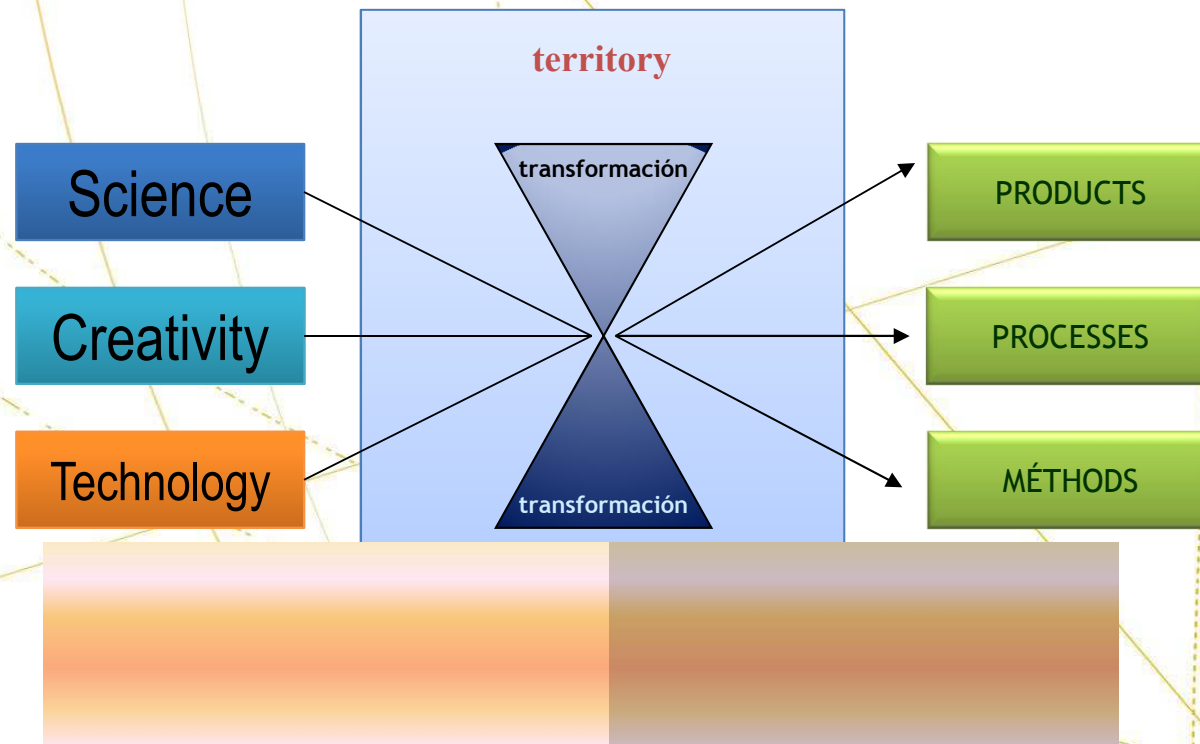 territory
transformación
Science
PRODUCTS
Creativity
PROCESSES
Technology
MÉTHODS
transformación